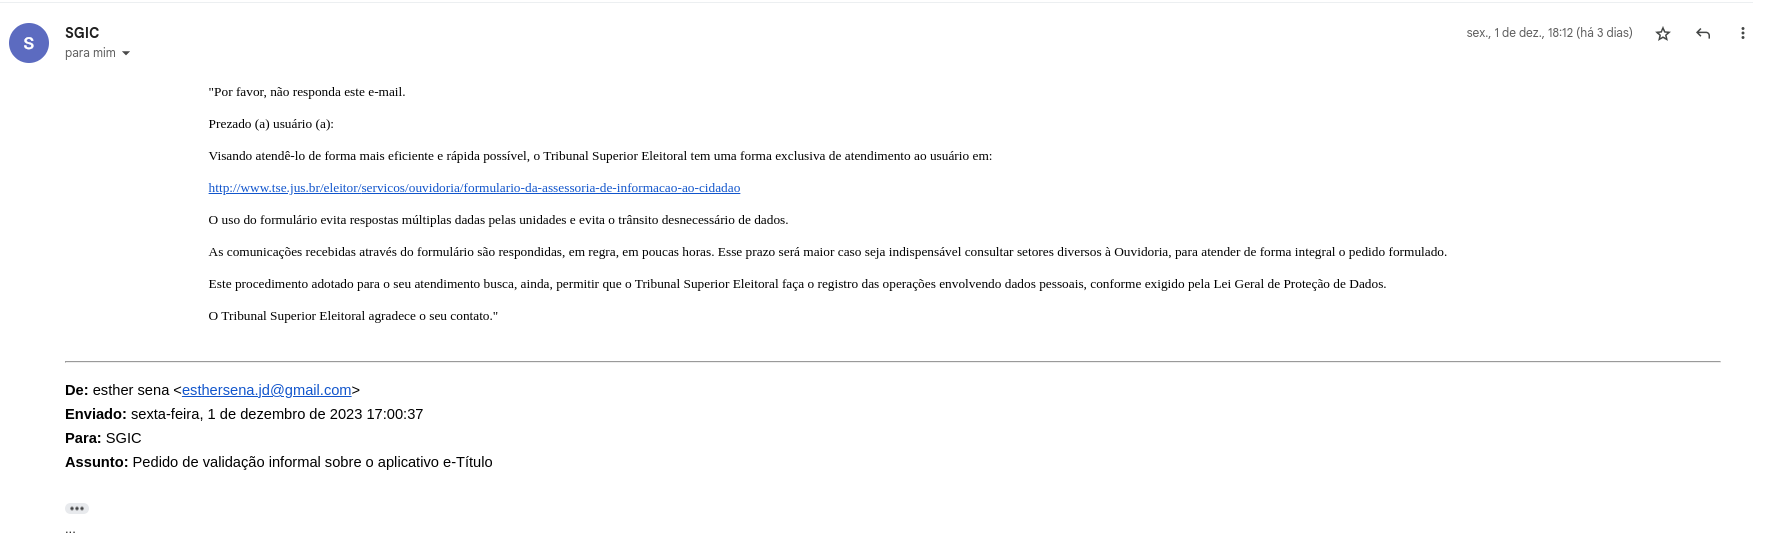 S
SGIC
sex., 1 de dez., 18:12 (há 3 dias)
para mim
"Por favor, não responda este e-mail.
Prezado (a) usuário (a):
Visando atendê-lo de forma mais eficiente e rápida possível, o Tribunal Superior Eleitoral tem uma forma exclusiva de atendimento ao usuário em:
http://www.tse.jus.br/eleitor/servicos/ouvidoria/formulario-da-assessoria-de-informacao-ao-cidadao
O uso do formulário evita respostas múltiplas dadas pelas unidades e evita o trânsito desnecessário de dados.
As comunicações recebidas através do formulário são respondidas, em regra, em poucas horas. Esse prazo será maior caso seja indispensável consultar setores diversos à Ouvidoria, para atender de forma integral o pedido formulado.
Este procedimento adotado para o seu atendimento busca, ainda, permitir que o Tribunal Superior Eleitoral faça o registro das operações envolvendo dados pessoais, conforme exigido pela Lei Geral de Proteção de Dados.
O Tribunal Superior Eleitoral agradece o seu contato."
De: esther sena <esthersena.jd@gmail.com>
Enviado: sexta-feira, 1 de dezembro de 2023 17:00:37
Para: SGIC
Assunto: Pedido de validação informal sobre o aplicativo e-Título
...